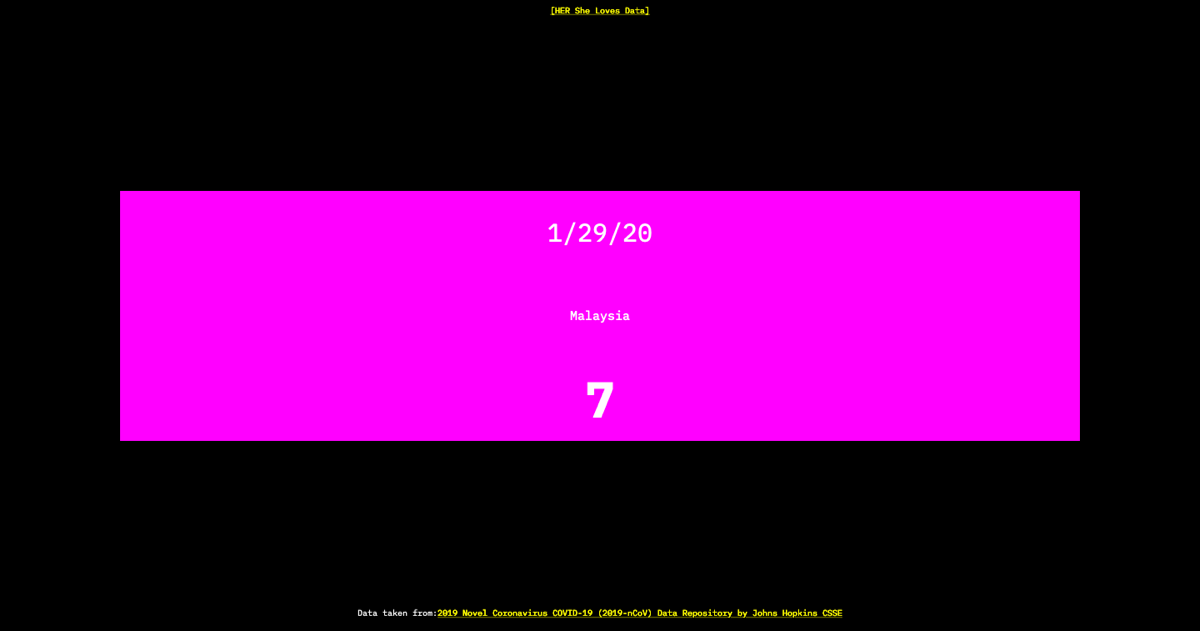 [HER She Loves Data]
1/29/20
Malaysia
7
Data taken from:2019 Novel Coronavirus COVID-19 (2019-nCoV) Data Repository by Johns Hopkins CSSE